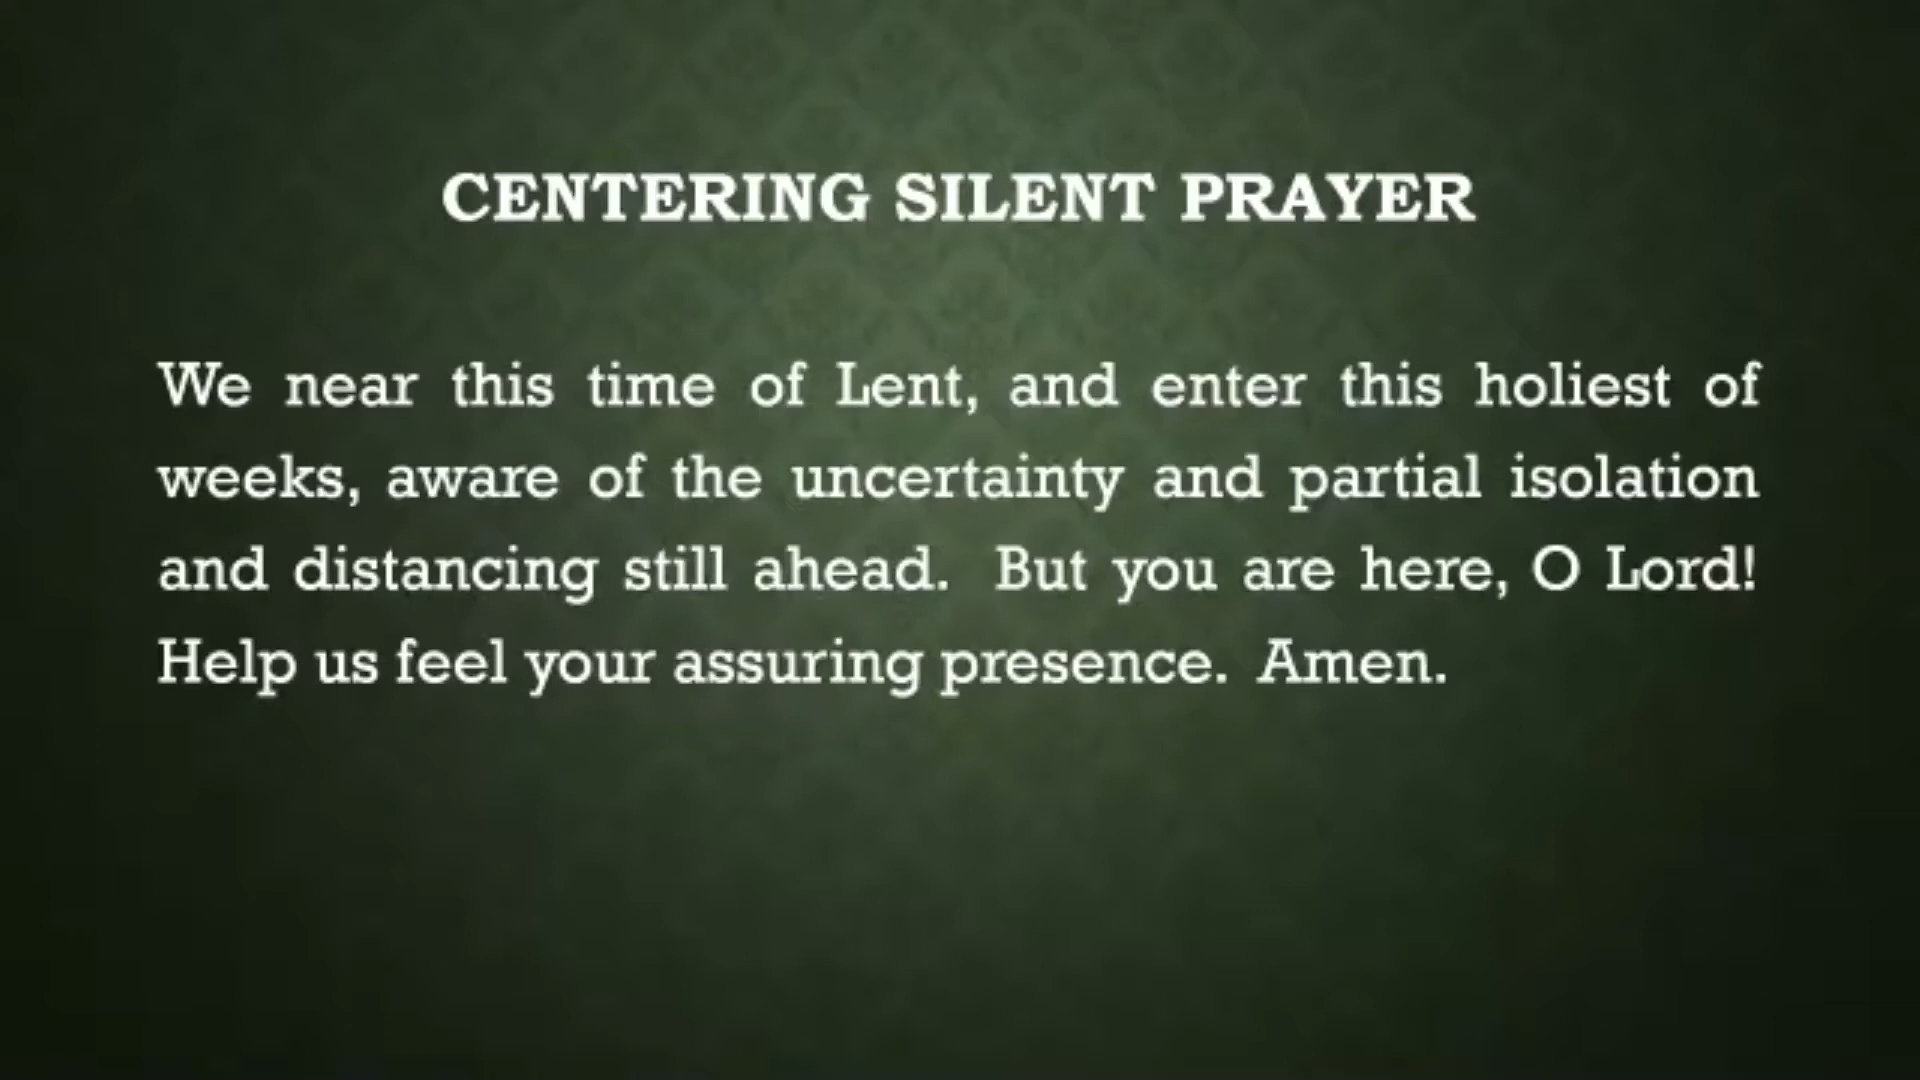 CENTERING SILENT PRAYER
We near this time of Lent, and enter this holiest of
weeks, aware of the uncertainty and partial isolation
and distancing still ahead.  But you are here, O Lord!
Help us feel your assuring presence.  Amen.